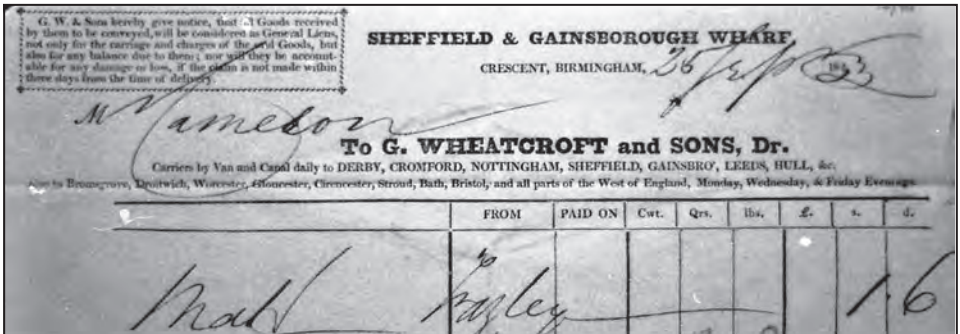 G. W. & Sons hereby give notice, that all Goods received
by them to be conveyed, will be considered as General Liens,
not only for the carriage and charges of the said Goods, but
also for any balance due to them; nor will they be account-
able for any damage or loss, if the claim is not made within
three days from the time of delivery.
SHEFFIELD & GAINSBOROUGH WHARF,
CRESCENT, BIRMINGHAM, 26 184
M
To G. WHEATCROFT and SONS, Dr.
Carriers by Van and Canal daily to DERBY, CROMFORD, NOTTINGHAM, SHEFFIELD, GAINSBRO', LEEDS, HULL, &c.
Also to Bromsgrove, Droitwich, Worcester, Gloucester, Cirencester, Stroud, Bath, Bristol, and all parts of the West of England, Monday, Wednesday, & Friday Evenings.
FROM PAID ON Cwt. Qrs. lbs. £. s. d.
Fazley 1 6